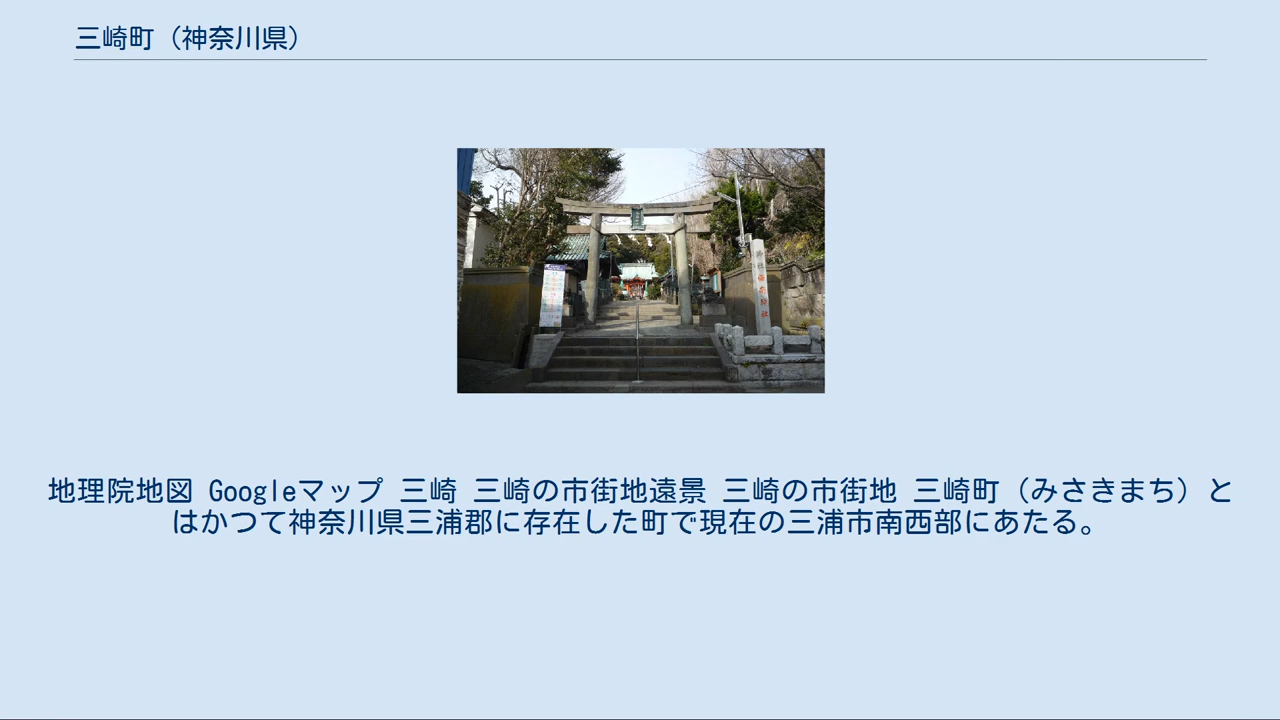 三崎町（神奈川県）
地理院地図 Googleマップ 三崎 三崎の市街地遠景 三崎の市街地 三崎町（みさきまち）と
はかつて神奈川県三浦郡に存在した町で現在の三浦市南西部にあたる。